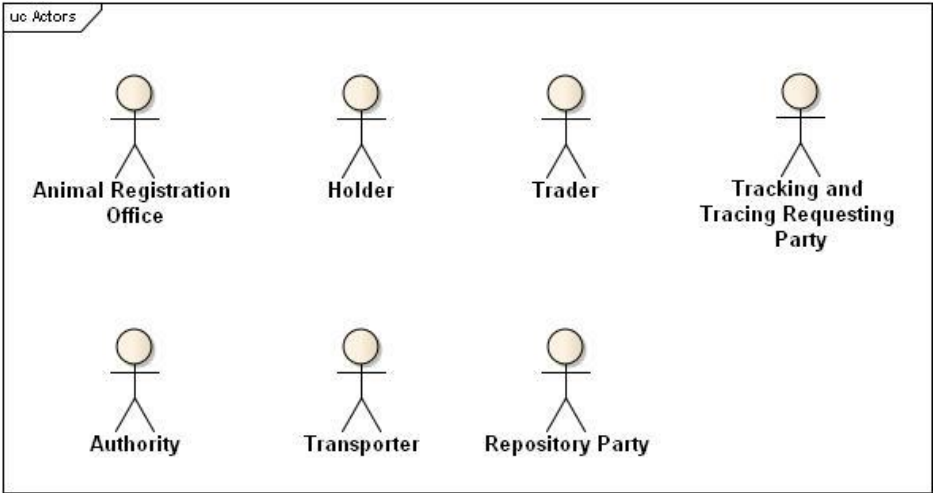 uc Actors
Animal Registration
Office
Holder
Trader
Tracking and
Tracing Requesting
Party
Authority
Transporter
Repository Party